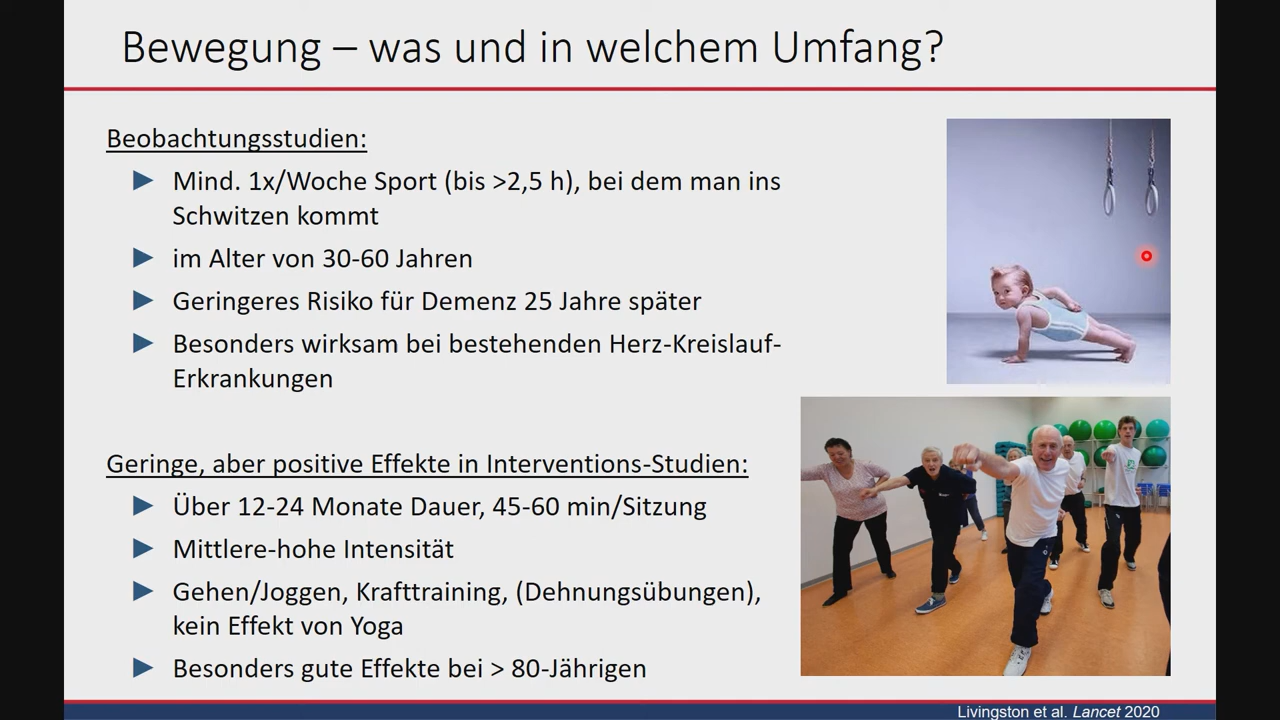 Bewegung – was und in welchem Umfang?
Beobachtungsstudien:
Mind. 1x/Woche Sport (bis >2,5 h), bei dem man ins
Schwitzen kommt
im Alter von 30-60 Jahren
Geringeres Risiko für Demenz 25 Jahre später
Besonders wirksam bei bestehenden Herz-Kreislauf-
Erkrankungen
Geringe, aber positive Effekte in Interventions-Studien:
Über 12-24 Monate Dauer, 45-60 min/Sitzung
Mittlere-hohe Intensität
Gehen/Joggen, Krafttraining, (Dehnungsübungen),
kein Effekt von Yoga
Besonders gute Effekte bei > 80-Jährigen
Livingston et al. Lancet 2020